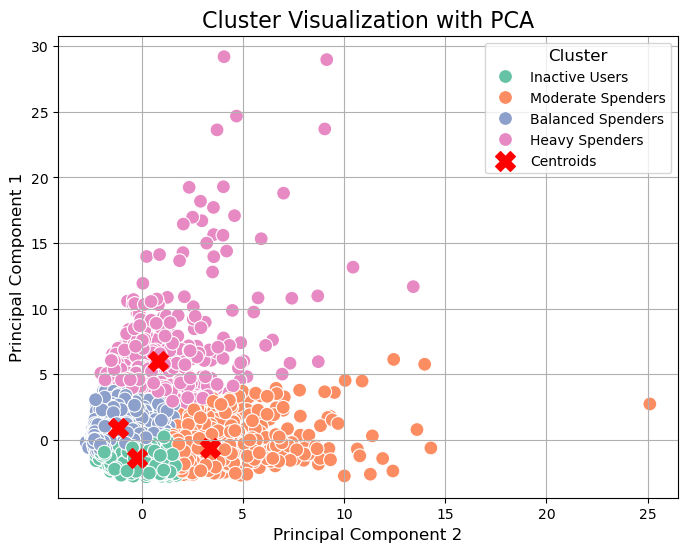 Cluster Visualization with PCA
Cluster
Inactive Users
Moderate Spenders
Balanced Spenders
Heavy Spenders
Centroids
Principal Component 1
30
25
20
15
10
5
0
0
5
10
15
20
25
Principal Component 2